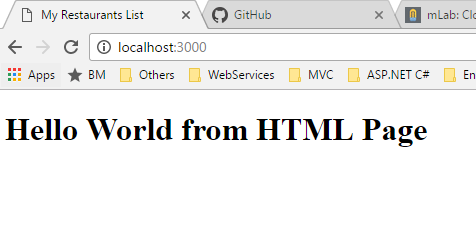 My Restaurants List GitHub mLab: Clo
localhost:3000
Apps BM Others WebServices MVC ASP.NET C# En
Hello World from HTML Page